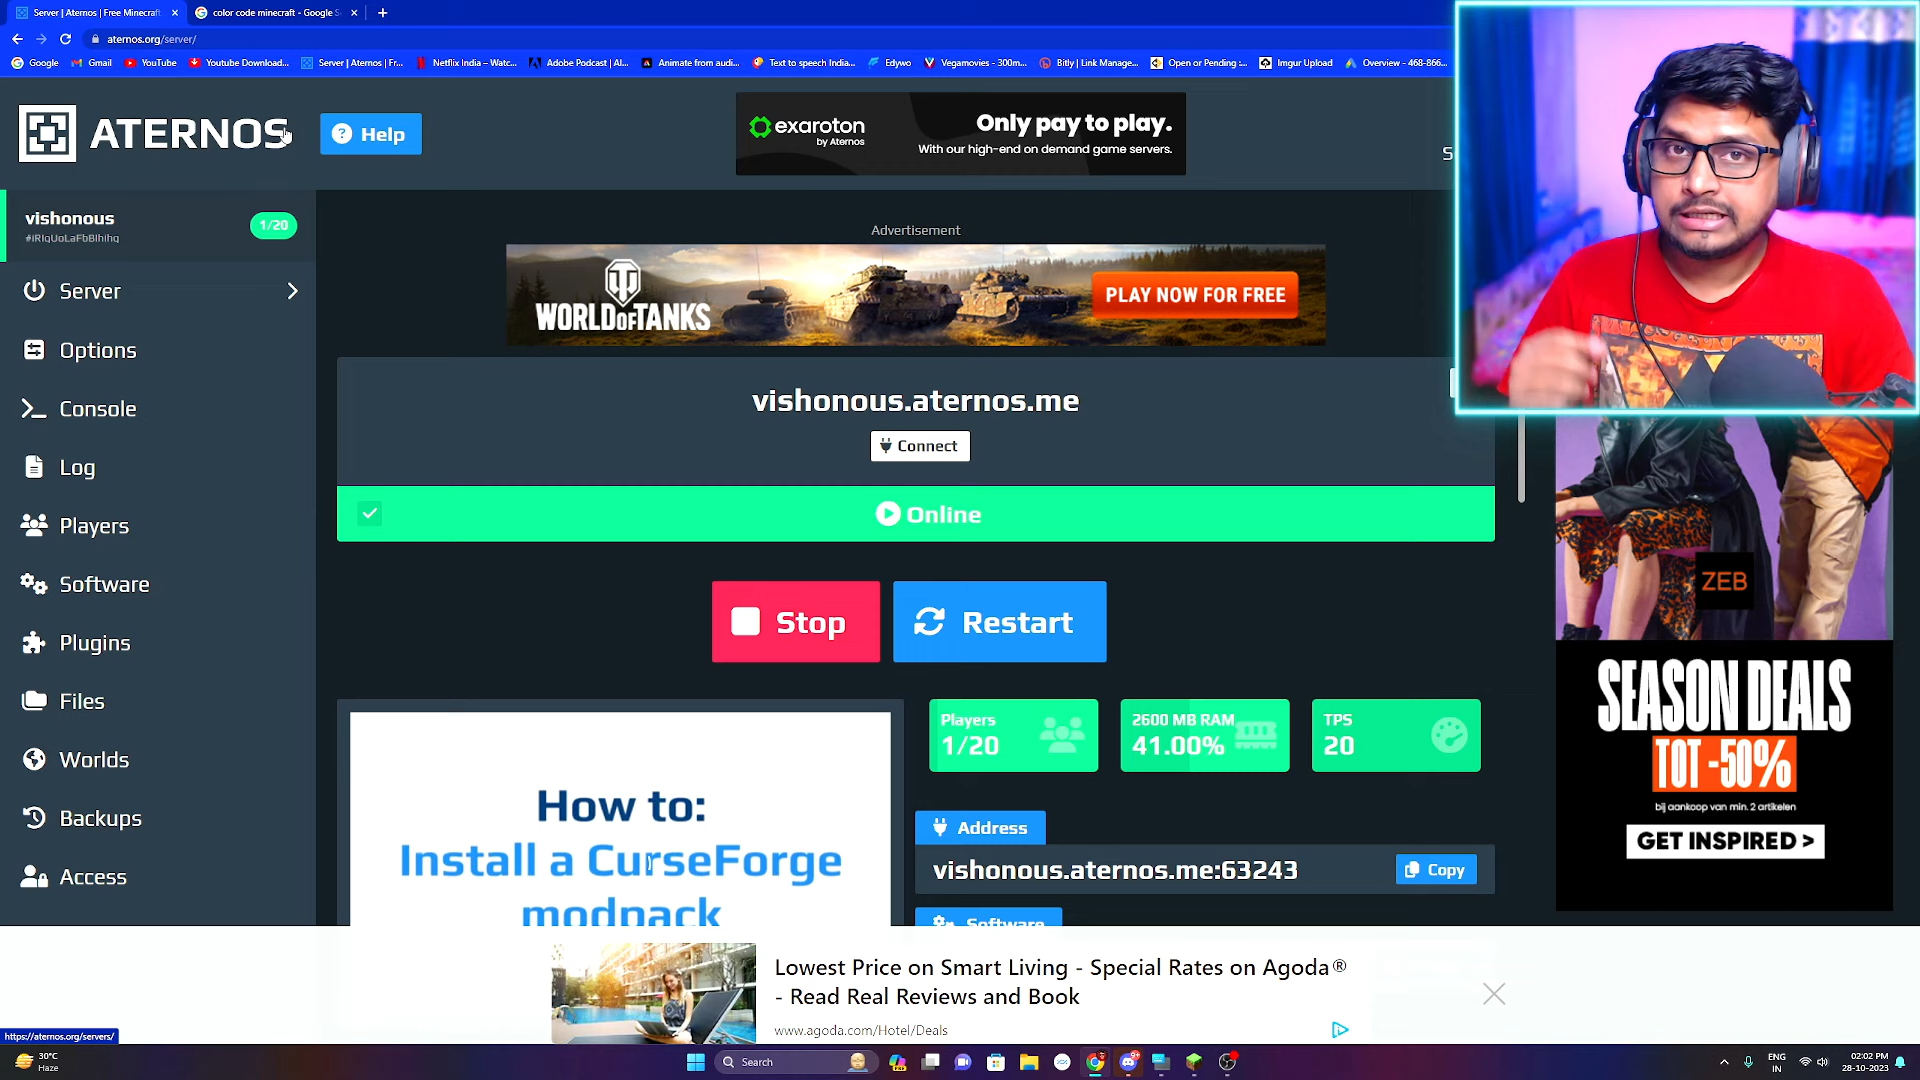 Server | Aternos | Free Minecraft
color code minecraft - Google S
aternos.org/server/
Google
Gmail
YouTube
Youtube Download...
Server | Aternos | Fr...
Netflix India – Watc...
Adobe Podcast | AI...
Animate from audi...
Text to speech India...
Edywo
Vegamovies - 300m...
Bitly | Link Manage...
Open or Pending :...
Imgur Upload
Overview - 468-866...
ATERNOS
Help
exaroton
by Aternos
Only pay to play.
With our high-end on demand game servers.
S
vishonous
1/20
Server
Options
Console
Log
Players
Software
Plugins
Files
Worlds
Backups
Access
Advertisement
WORLD OF TANKS
PLAY NOW FOR FREE
vishonous.aternos.me
Connect
Online
Stop
Restart
Players
1/20
2600 MB RAM
41.00%
TPS
20
How to:
Install a CurseForge
modpack
Address
vishonous.aternos.me:63243
Copy
Software
ZEB
SEASON DEALS
TOT -50%
bij aankoop van min. 2 artikelen
GET INSPIRED >
Lowest Price on Smart Living - Special Rates on Agoda®
- Read Real Reviews and Book
www.agoda.com/Hotel/Deals
https://aternos.org/servers/
30°C
Haze
Search
ENG
IN
02:02 PM
28-10-2023